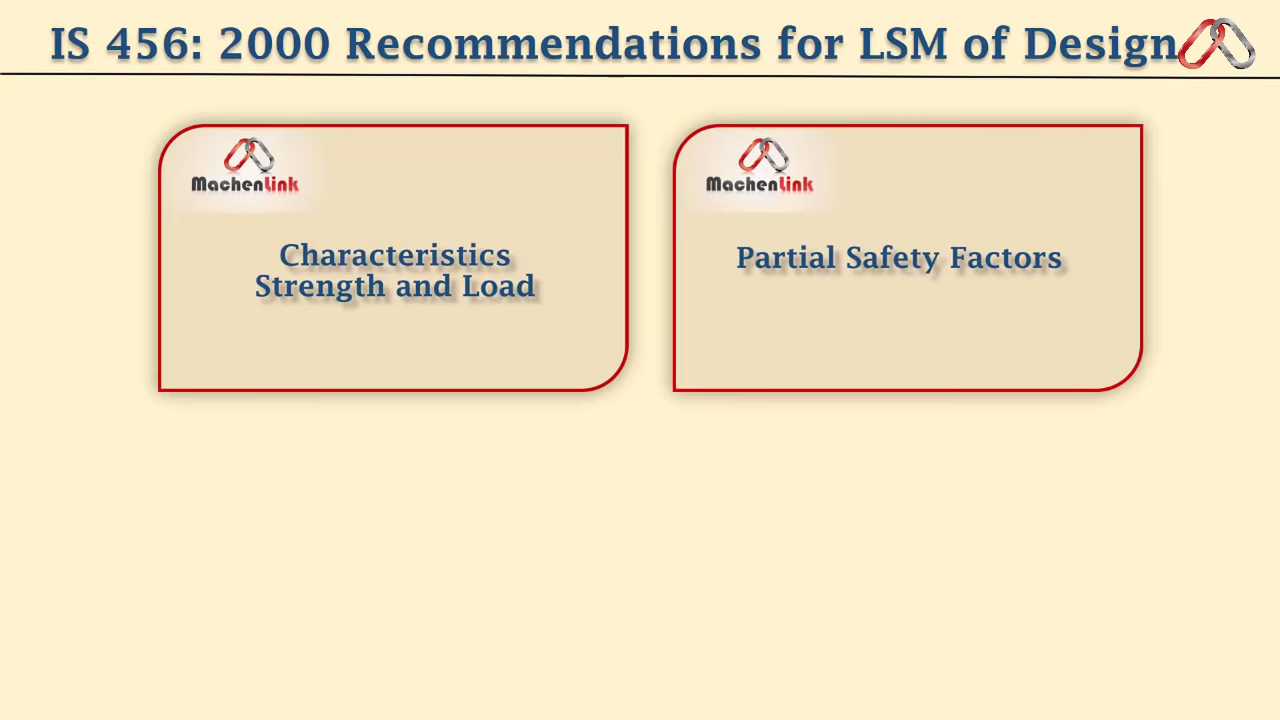 IS 456: 2000 Recommendations for LSM of Design
MachenLink
Characteristics
Strength and Load
MachenLink
Partial Safety Factors